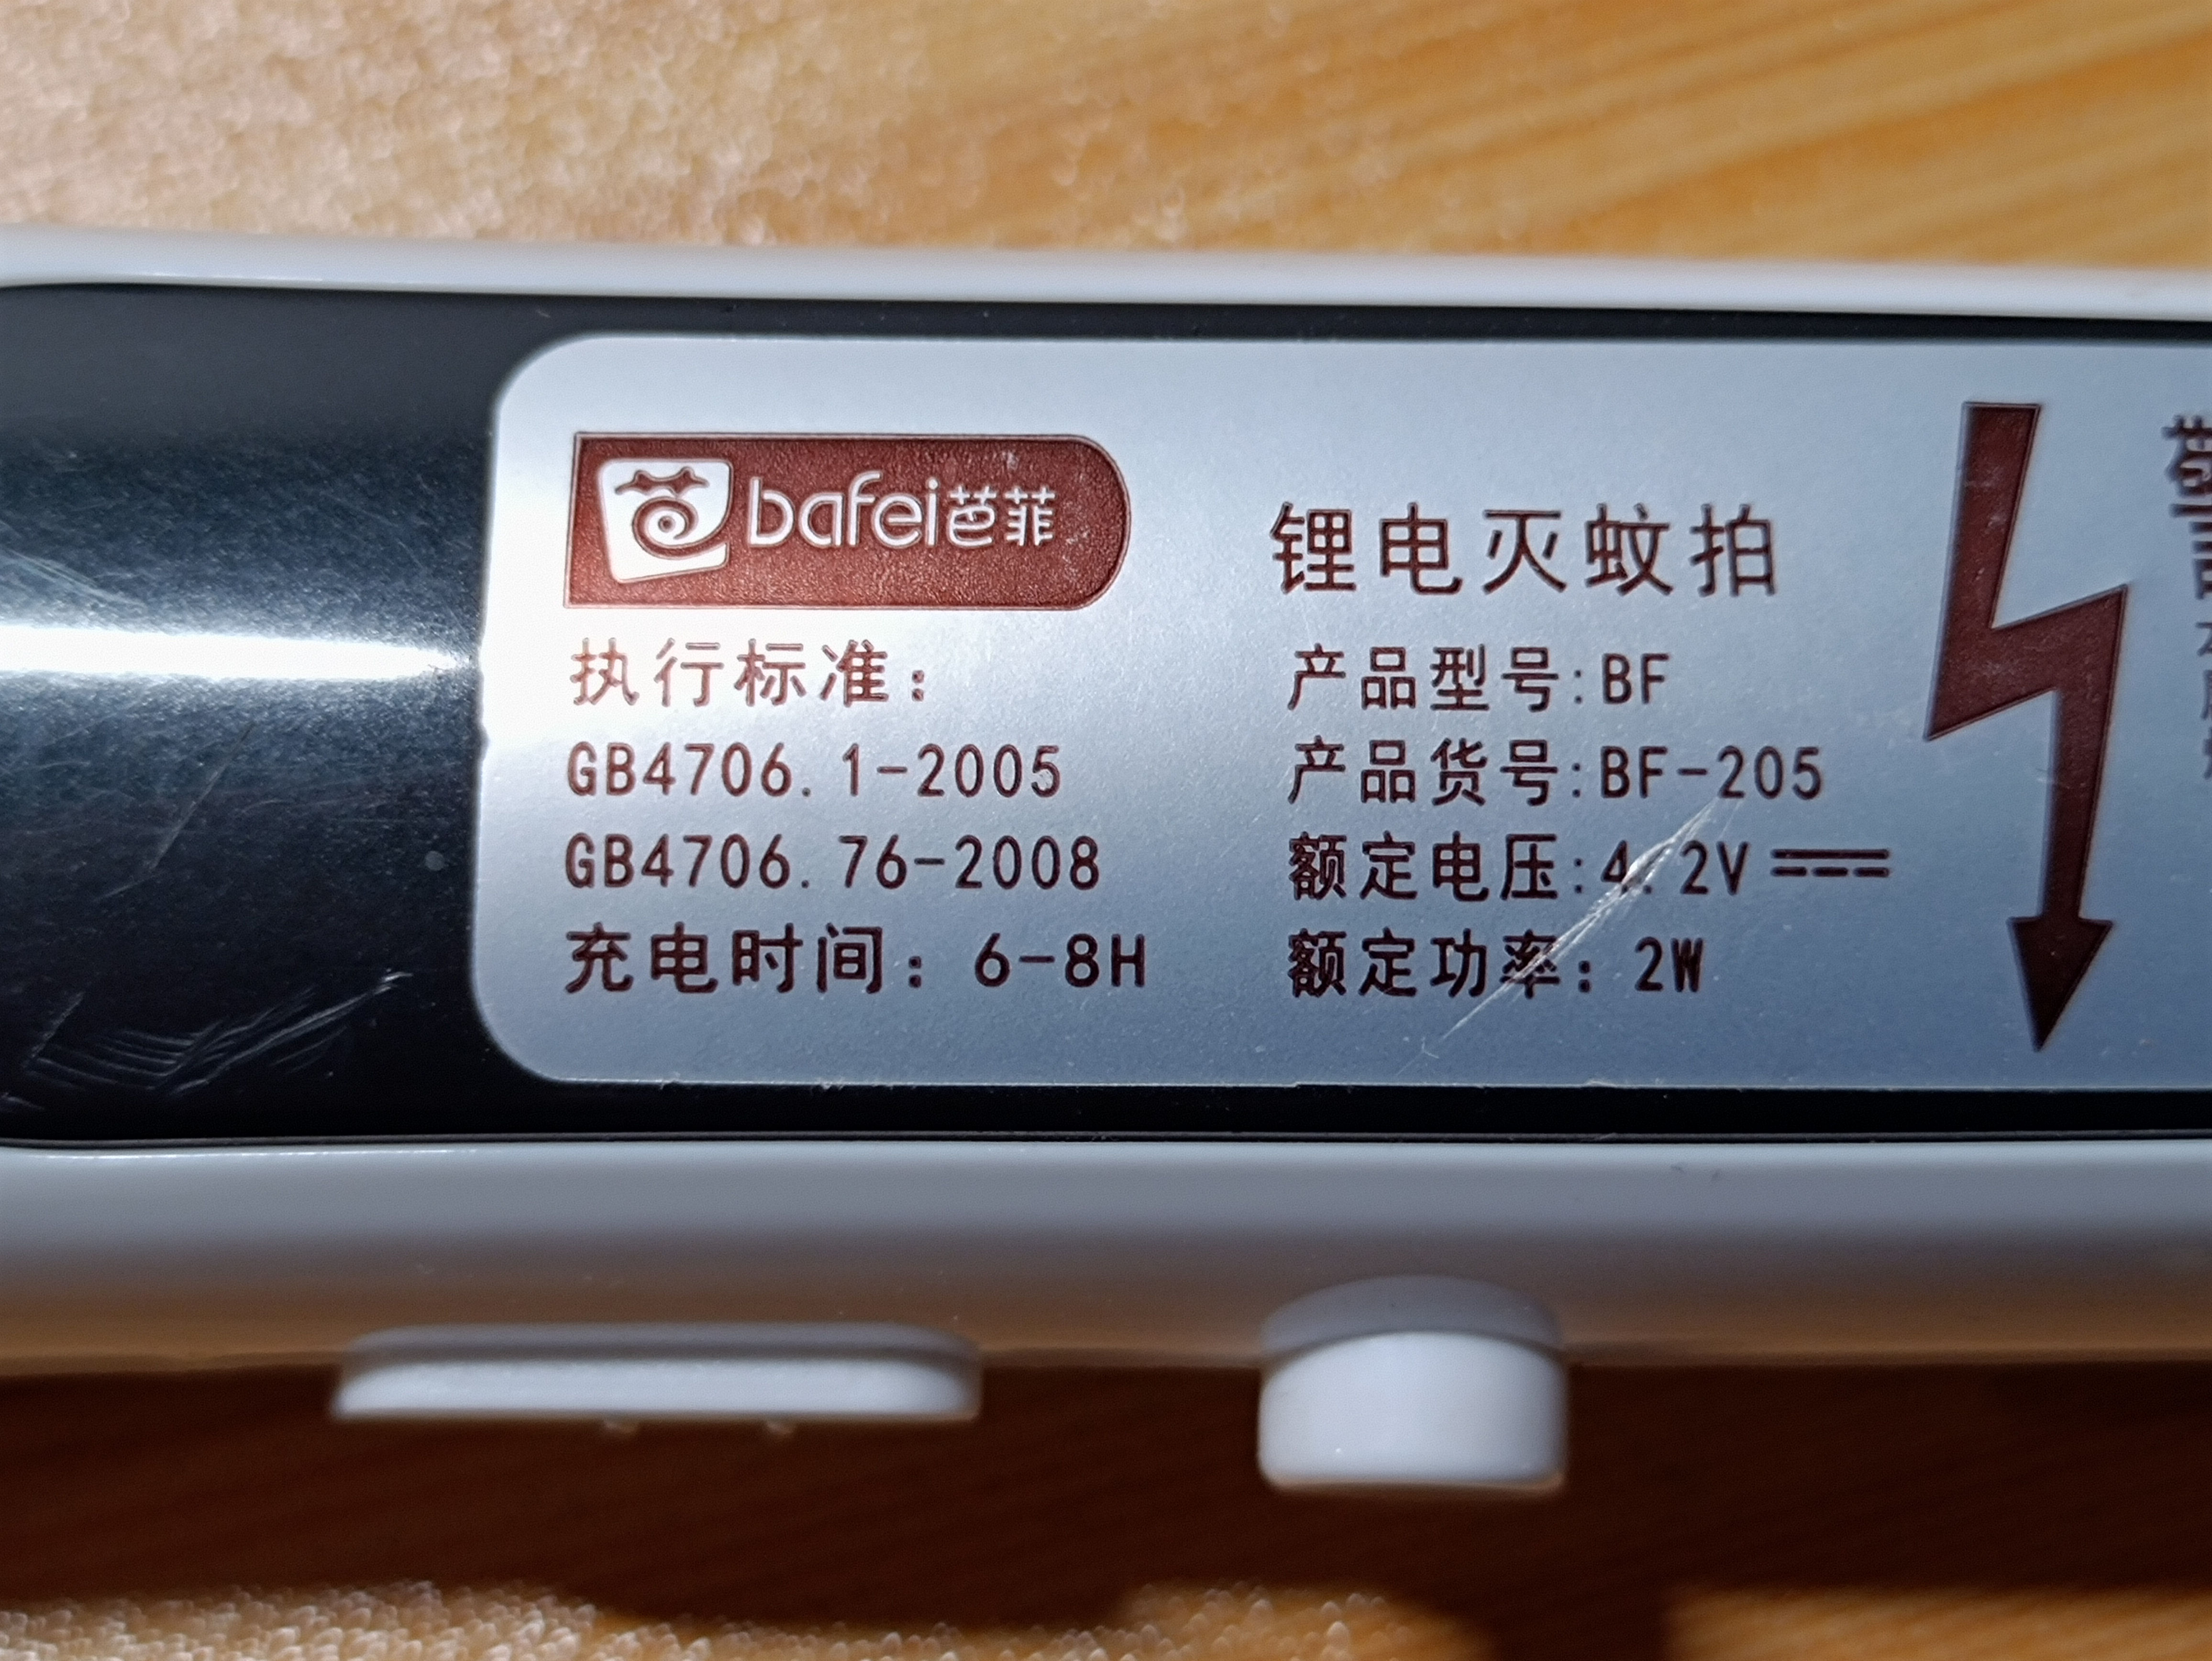 bafei芭菲
执行标准：
GB4706.1-2005
GB4706.76-2008
充电时间：6-8H
锂电灭蚊拍
产品型号:BF
产品货号:BF-205
额定电压:4.2V
额定功率：2W